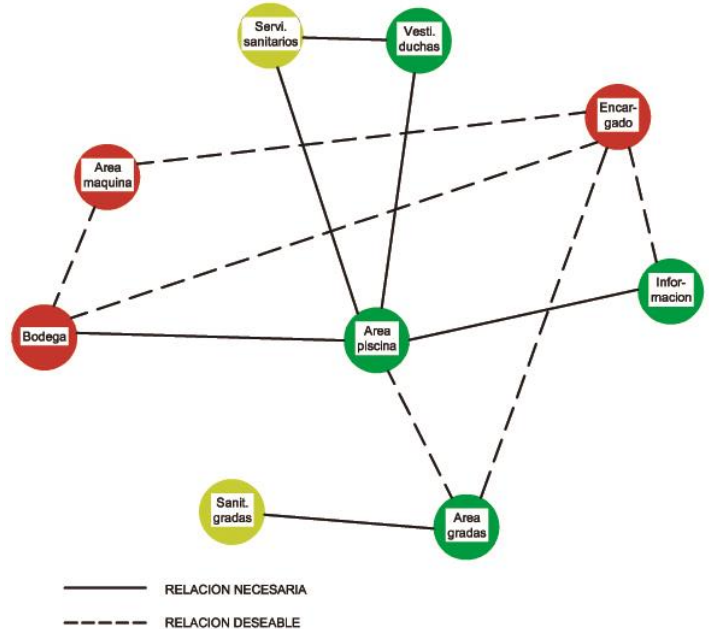 Servi.
sanitarios
Vesti.
duchas
Encar-
gado
Area
maquina
Infor-
macion
Bodega
Area
piscina
Sanit.
gradas
Area
gradas
RELACION NECESARIA
RELACION DESEABLE